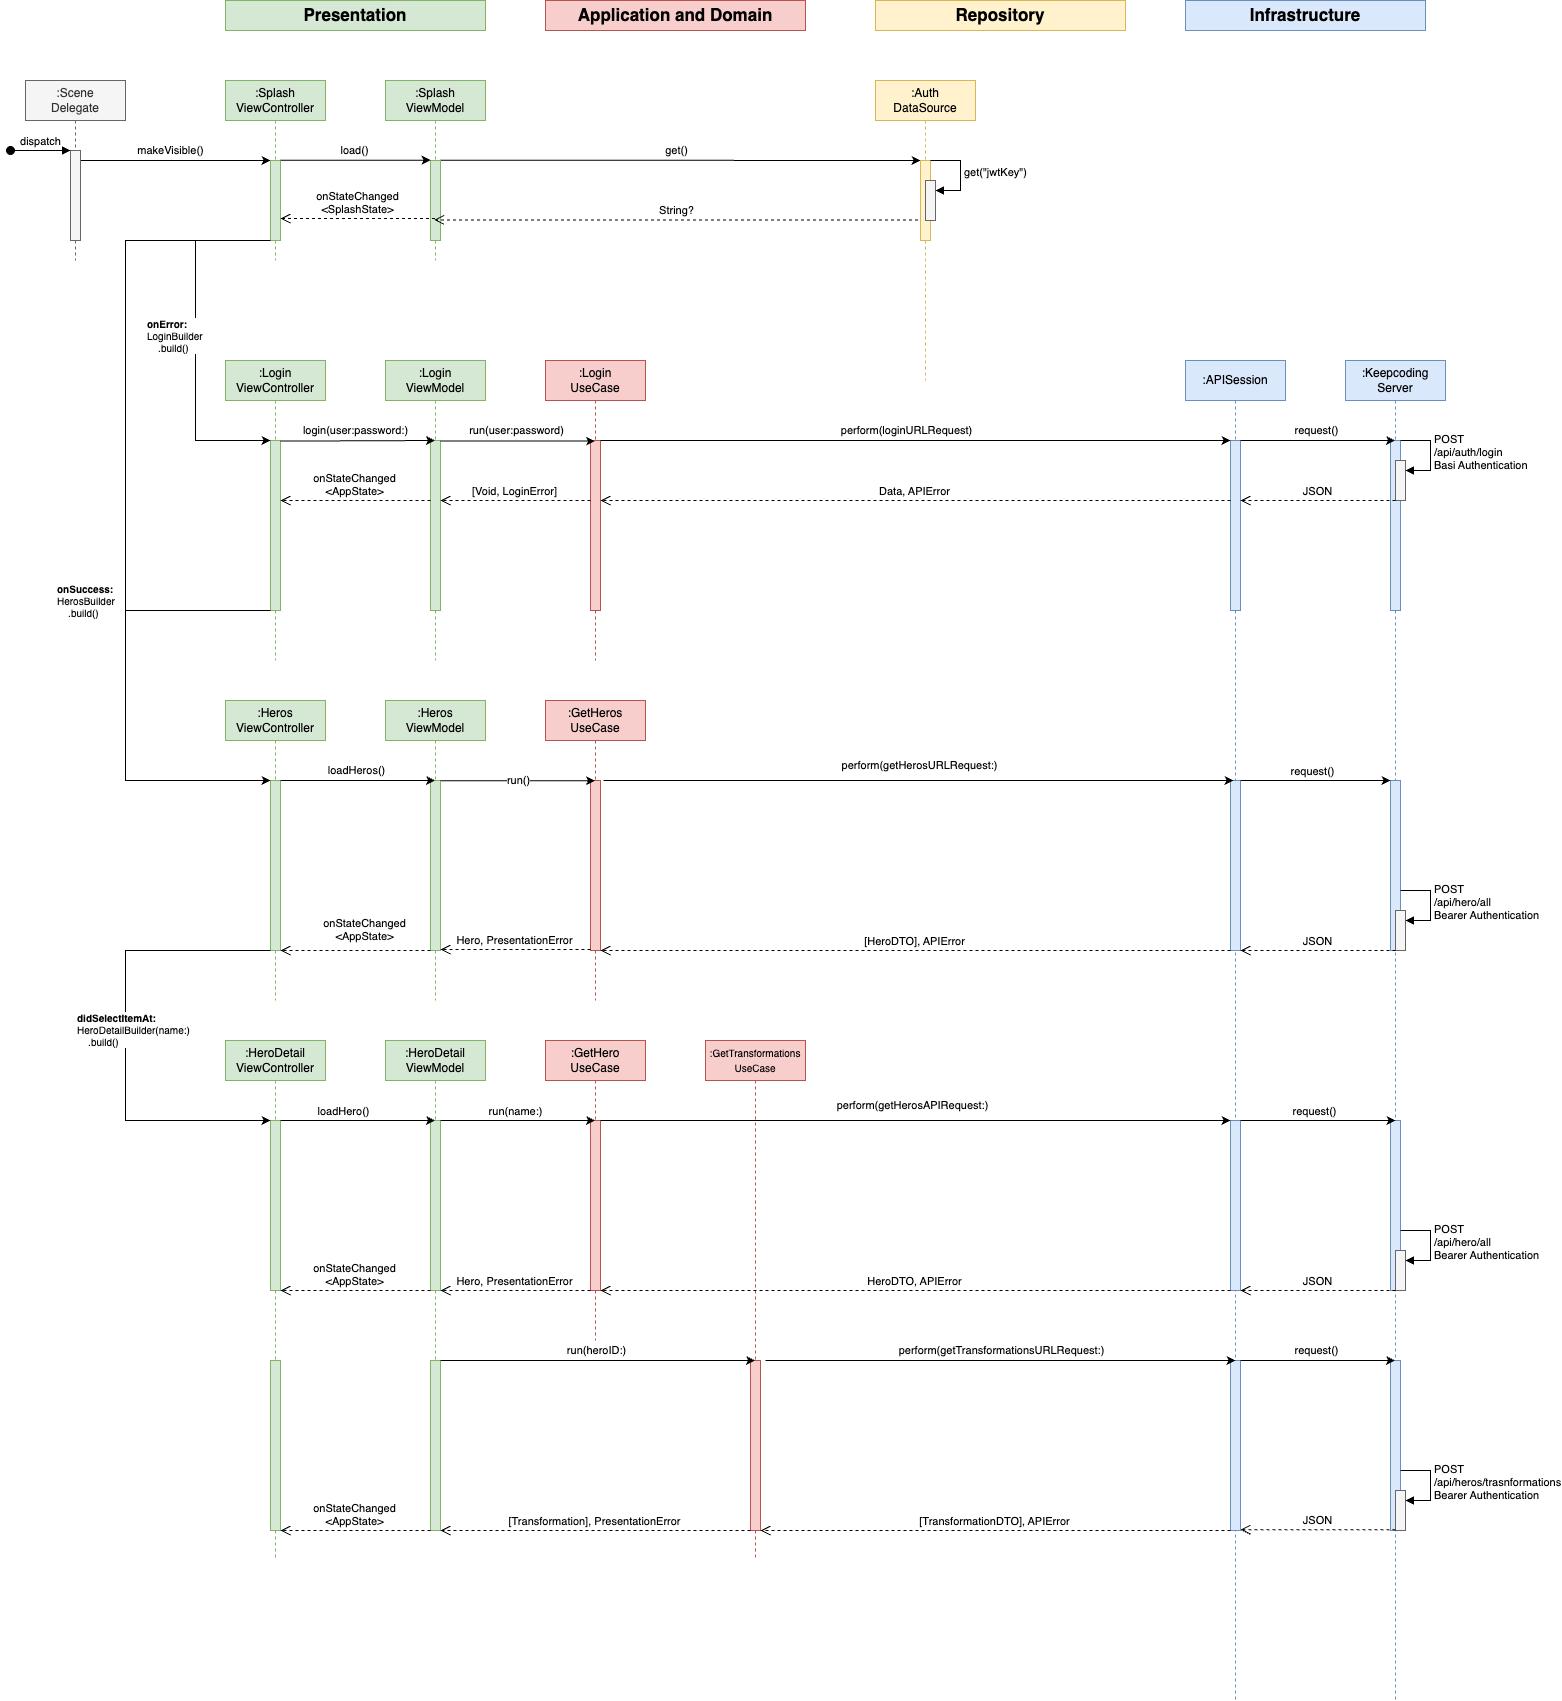 Presentation
Application and Domain
Repository
Infrastructure
:Scene
Delegate
:Splash
ViewController
:Splash
ViewModel
:Auth
DataSource
dispatch
makeVisible()
load()
get()
get("jwtKey")
onStateChanged
<SplashState>
String?
onError:
LoginBuilder
.build()
:Login
ViewController
:Login
ViewModel
:Login
UseCase
:APISession
:Keepcoding
Server
login(user:password:)
run(user:password)
perform(loginURLRequest)
request()
POST
/api/auth/login
Basi Authentication
onStateChanged
<AppState>
[Void, LoginError]
Data, APIError
JSON
onSuccess:
HerosBuilder
.build()
:Heros
ViewController
:Heros
ViewModel
:GetHeros
UseCase
loadHeros()
run()
perform(getHerosURLRequest:)
request()
POST
/api/hero/all
Bearer Authentication
onStateChanged
<AppState>
Hero, PresentationError
[HeroDTO], APIError
JSON
didSelectItemAt:
HeroDetailBuilder(name:)
.build()
:HeroDetail
ViewController
:HeroDetail
ViewModel
:GetHero
UseCase
:GetTransformations
UseCase
loadHero()
run(name:)
perform(getHerosAPIRequest:)
request()
POST
/api/hero/all
Bearer Authentication
onStateChanged
<AppState>
Hero, PresentationError
HeroDTO, APIError
JSON
run(heroID:)
perform(getTransformationsURLRequest:)
request()
POST
/api/heros/trasnformations
Bearer Authentication
onStateChanged
<AppState>
[Transformation], PresentationError
[TransformationDTO], APIError
JSON